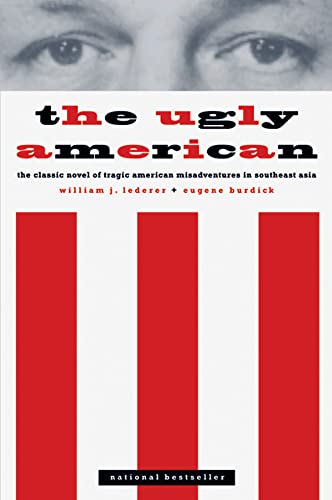 the ugly
american
the classic novel of tragic american misadventures in southeast asia
william j. lederer + eugene burdick
national bestseller